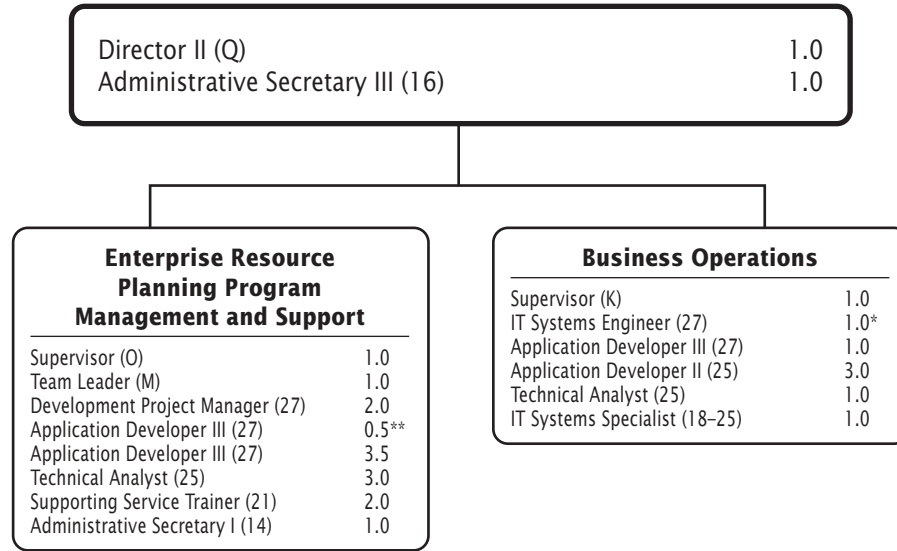 Director II (Q) 1.0
Administrative Secretary III (16) 1.0
Enterprise Resource
Planning Program
Management and Support
Supervisor (O) 1.0
Team Leader (M) 1.0
Development Project Manager (27) 2.0
Application Developer III (27) 0.5**
Application Developer III (27) 3.5
Technical Analyst (25) 3.0
Supporting Service Trainer (21) 2.0
Administrative Secretary I (14) 1.0
Business Operations
Supervisor (K) 1.0
IT Systems Engineer (27) 1.0*
Application Developer III (27) 1.0
Application Developer II (25) 3.0
Technical Analyst (25) 1.0
IT Systems Specialist (18–25) 1.0